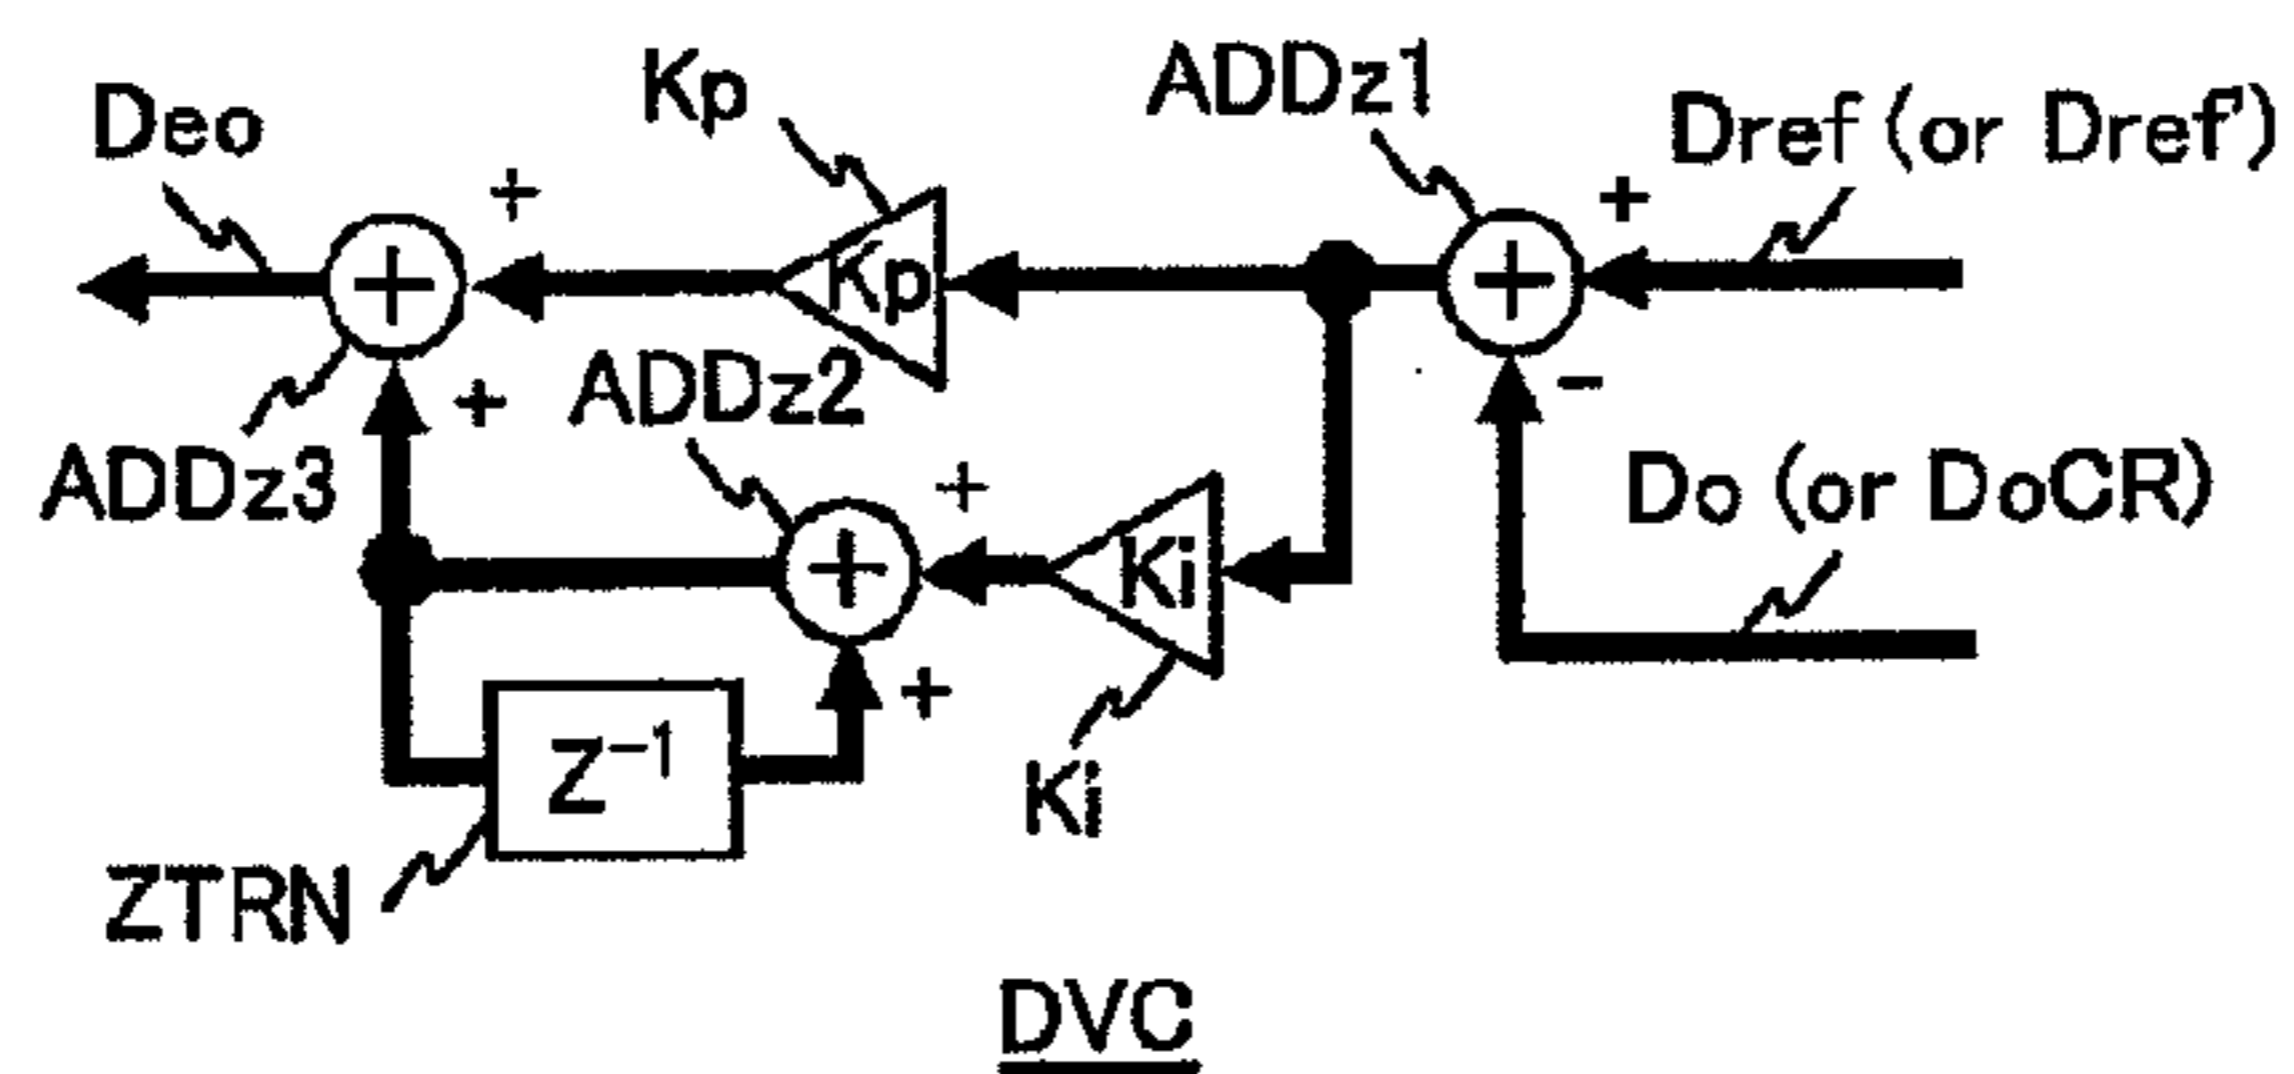 Kp
ADDz1
Deo
Dref (or Dref')
+
+
+
Kp
+
ADDz2
+
-
ADDz3
+
Do (or DoCR)
+
Ki
+
Z⁻¹
Ki
ZTRN
DVC